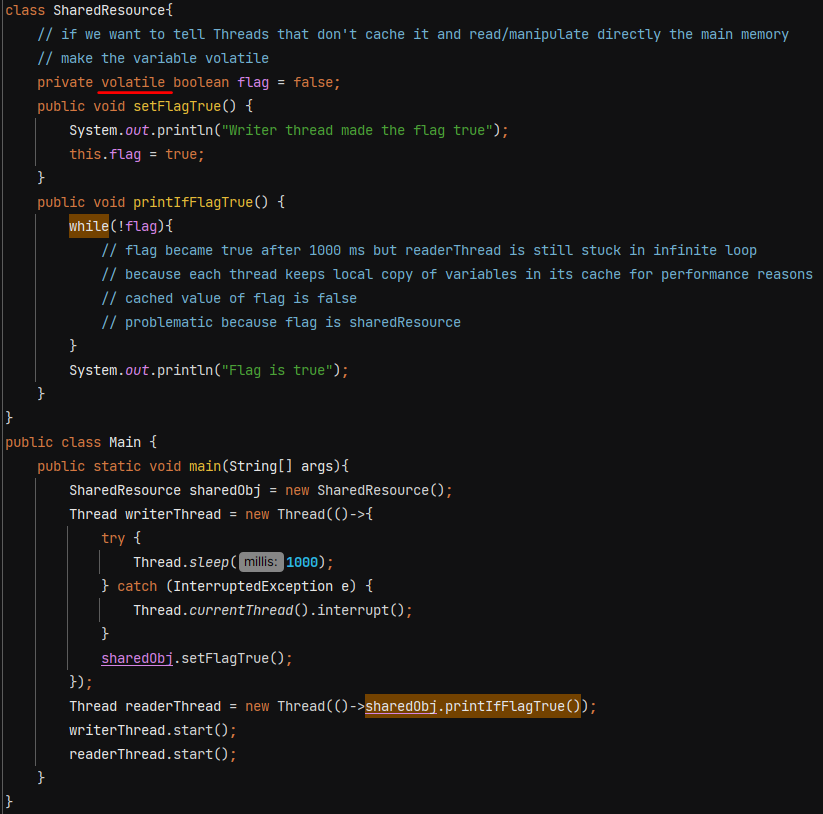 class SharedResource{
    // if we want to tell Threads that don't cache it and read/manipulate directly the main memory
    // make the variable volatile
    private volatile boolean flag = false;
    public void setFlagTrue() {
        System.out.println("Writer thread made the flag true");
        this.flag = true;
    }
    public void printIfFlagTrue() {
        while(!flag){
            // flag became true after 1000 ms but readerThread is still stuck in infinite loop
            // because each thread keeps local copy of variables in its cache for performance reasons
            // cached value of flag is false
            // problematic because flag is sharedResource
        }
        System.out.println("Flag is true");
    }
}
public class Main {
    public static void main(String[] args){
        SharedResource sharedObj = new SharedResource();
        Thread writerThread = new Thread(()->{
            try {
                Thread.sleep( millis: 1000);
            } catch (InterruptedException e) {
                Thread.currentThread().interrupt();
            }
            sharedObj.setFlagTrue();
        });
        Thread readerThread = new Thread(()->sharedObj.printIfFlagTrue());
        writerThread.start();
        readerThread.start();
    }
}